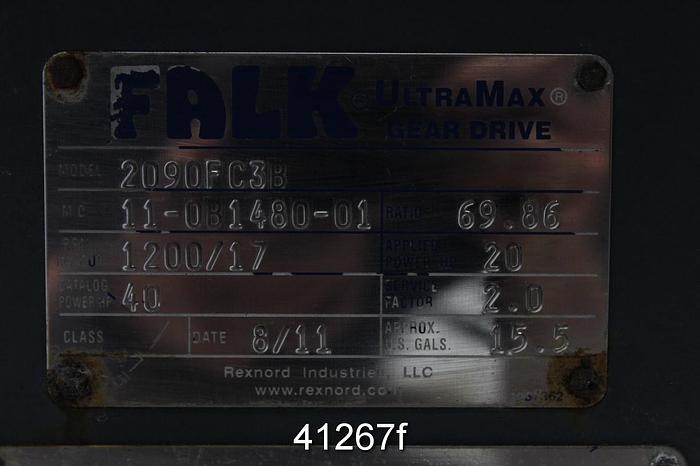 FALK ULTRAMAX®
GEAR DRIVE
MODEL 2090FC3B
M.O. 11-0B1480-01 RATIO 69.86
1200/17 APPLIED POWER-HP 20
CATALOG POWER HP 40 SERVICE FACTOR 2.0
CLASS / DATE 8/11 APPROX. U.S. GALS. 15.5
Rexnord Industries, LLC
www.rexnord.com
41267f